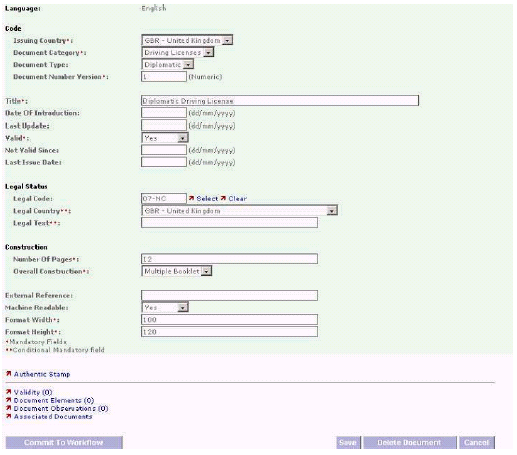 Language: English
Code
Issuing Country*: GBR - United Kingdom
Document Category*: Driving Licenses
Document Type: Diplomatic
Document Number Version*: 1 (Numeric)
Title*: Diplomatic Driving License
Date Of Introduction: (dd/mm/yyyy)
Last Update: (dd/mm/yyyy)
Valid*: Yes
Not Valid Since: (dd/mm/yyyy)
Last Issue Date: (dd/mm/yyyy)
Legal Status
Legal Code: 07-HC Select Clear
Legal Country**: GBR - United Kingdom
Legal Text**:
Construction
Number Of Pages*: 12
Overall Construction*: Multiple Booklet
External Reference:
Machine Readable: Yes
Format Width*: 100
Format Height*: 120
*Mandatory Fields
**Conditional Mandatory field
Authentic Stamp
Validity (0)
Document Elements (0)
Document Observations (0)
Associated Documents
Commit To Workflow Save Delete Document Cancel